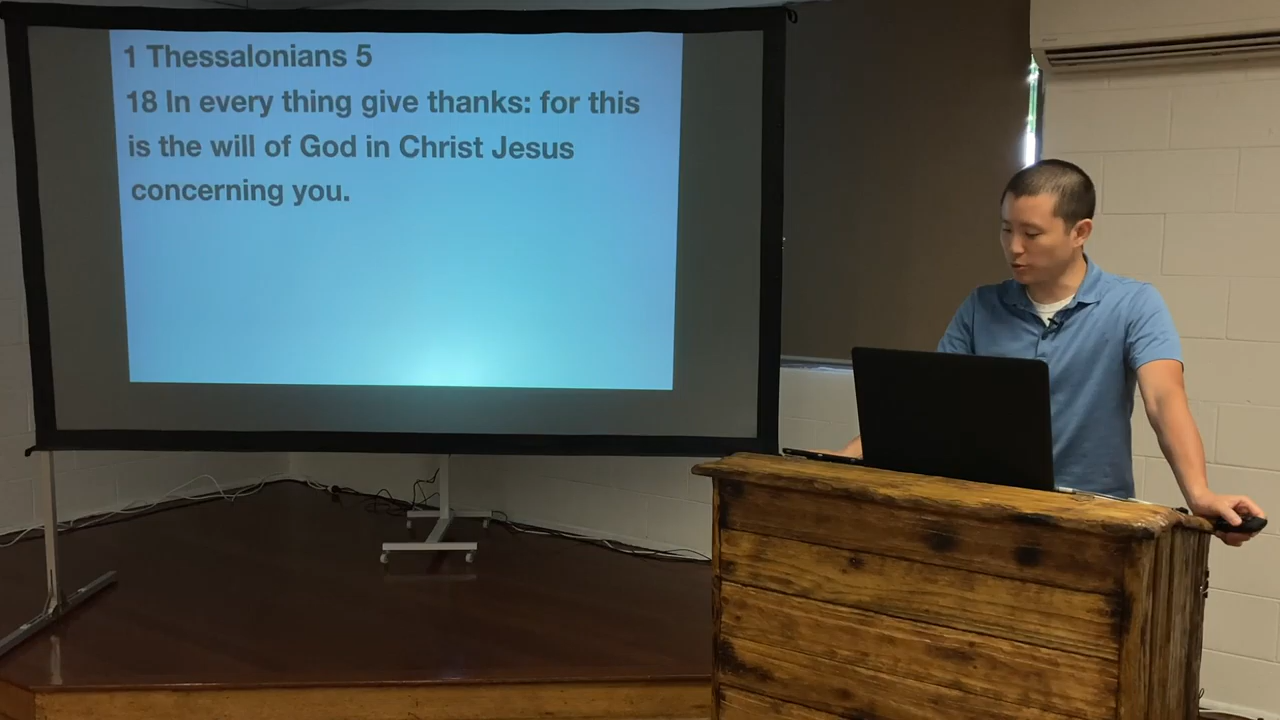 1 Thessalonians 5
18 In every thing give thanks: for this
is the will of God in Christ Jesus
concerning you.